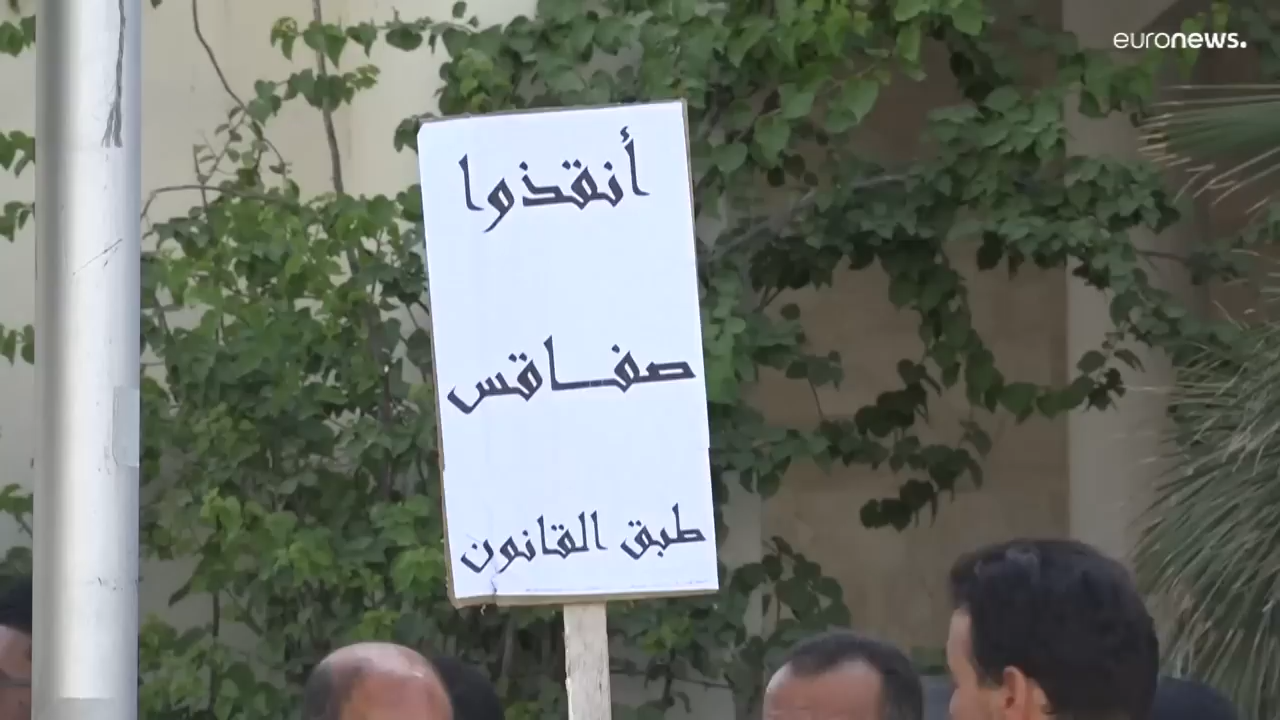 euronews.
أنقذوا
صفاقس
طبق القانون